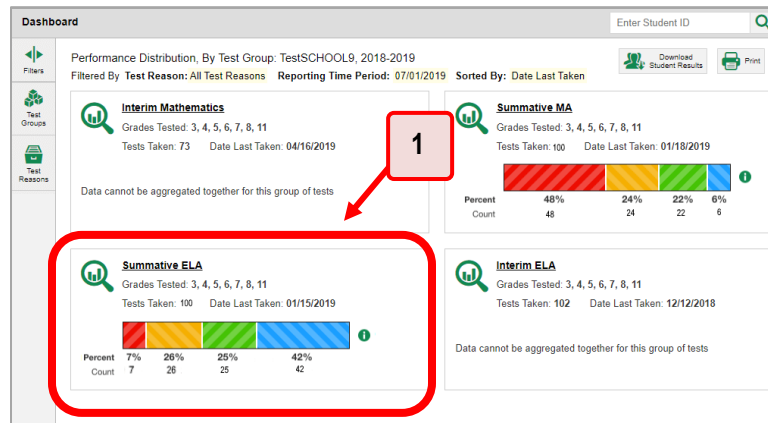 Dashboard
Enter Student ID
Filters
Test
Groups
Test
Reasons
Performance Distribution, By Test Group: TestSCHOOL9, 2018-2019
Filtered By Test Reason: All Test Reasons Reporting Time Period: 07/01/2019 Sorted By: Date Last Taken
Download
Student Results
Print
Interim Mathematics
Grades Tested: 3, 4, 5, 6, 7, 8, 11
Tests Taken: 73 Date Last Taken: 04/16/2019
Data cannot be aggregated together for this group of tests
1
Summative MA
Grades Tested: 3, 4, 5, 6, 7, 8, 11
Tests Taken: 100 Date Last Taken: 01/18/2019
Percent 48% 24% 22% 6%
Count 48 24 22 6
Summative ELA
Grades Tested: 3, 4, 5, 6, 7, 8, 11
Tests Taken: 100 Date Last Taken: 01/15/2019
Percent 7% 26% 25% 42%
Count 7 26 25 42
Interim ELA
Grades Tested: 3, 4, 5, 6, 7, 8, 11
Tests Taken: 102 Date Last Taken: 12/12/2018
Data cannot be aggregated together for this group of tests